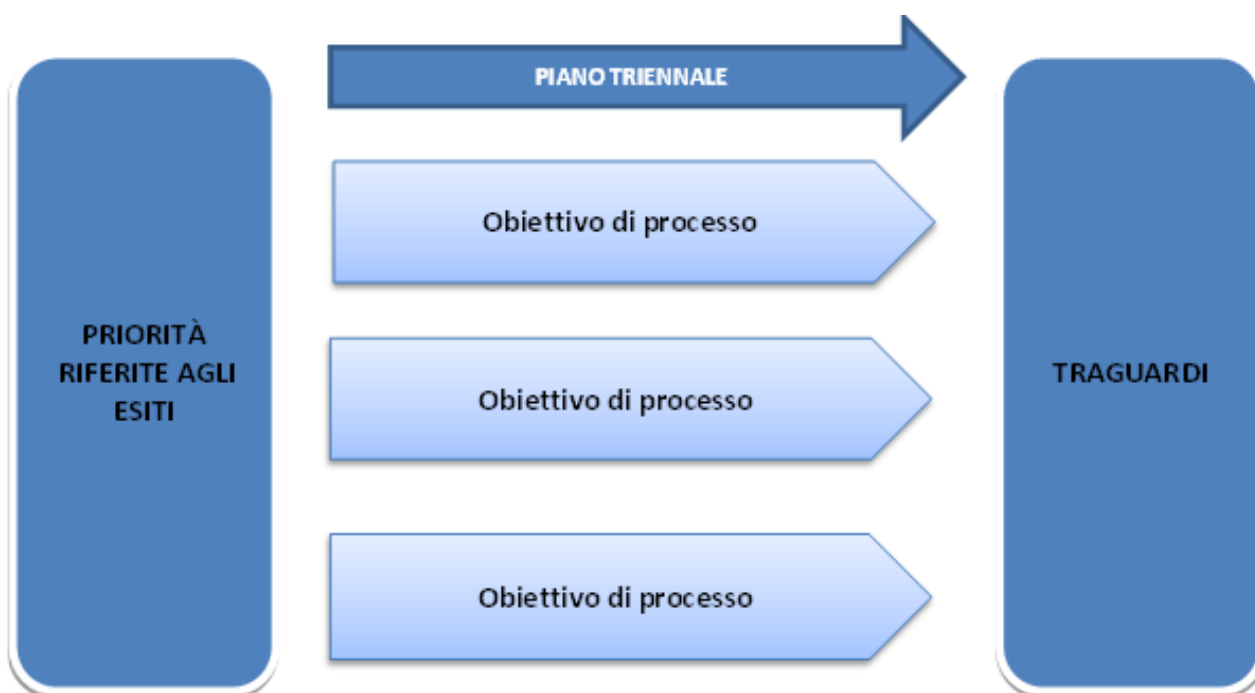 PIANO TRIENNALE
Obiettivo di processo
PRIORITÀ
RIFERITE AGLI
ESITI
Obiettivo di processo
TRAGUARDI
Obiettivo di processo